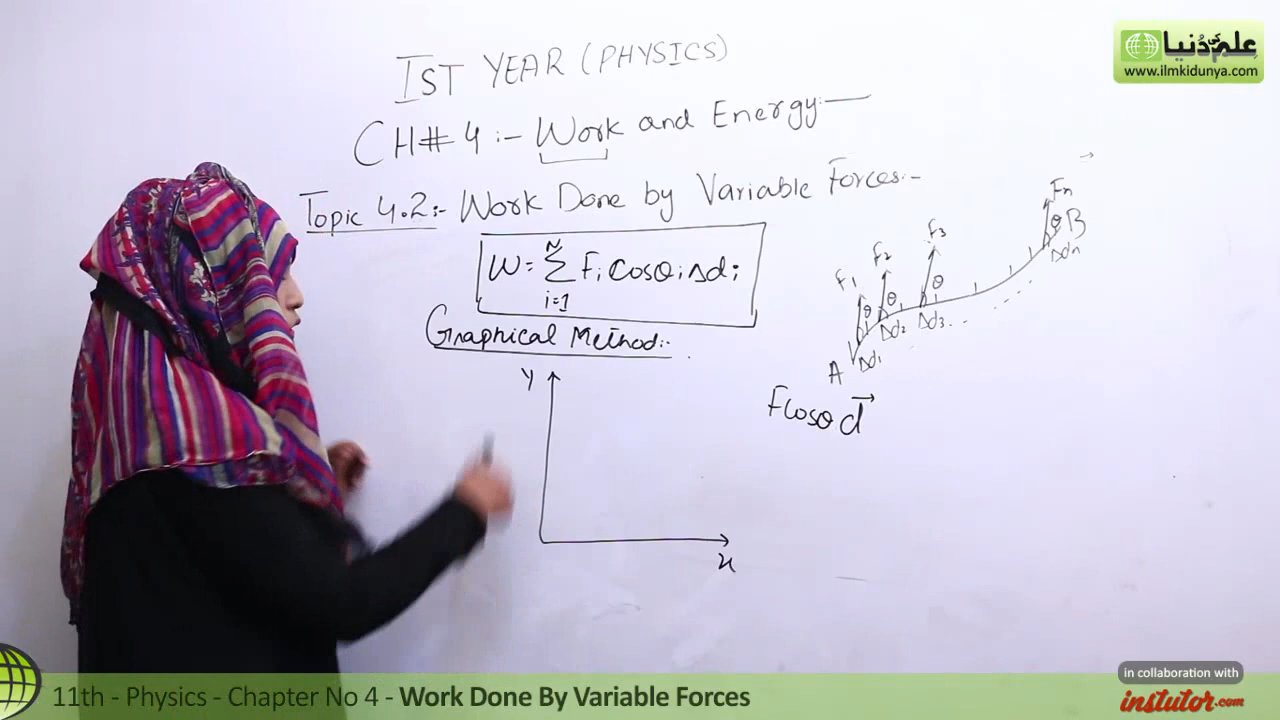 علم کی دنیا
www.ilmkidunya.com
IST YEAR (PHYSICS)
CH# 4:- Work and Energy:-
Topic 4.2:- Work Done by Variable Forces:-
W = N Σ i=1 Fi Cosθi Δdi
Graphical Method:-
Y
x
A
F1
θ
Δd1
F2
θ
Δd2
F3
θ
Δd3
Fn
θ
B
Δdn
Fcosθ d
11th - Physics - Chapter No 4 - Work Done By Variable Forces
in collaboration with
instutor.com